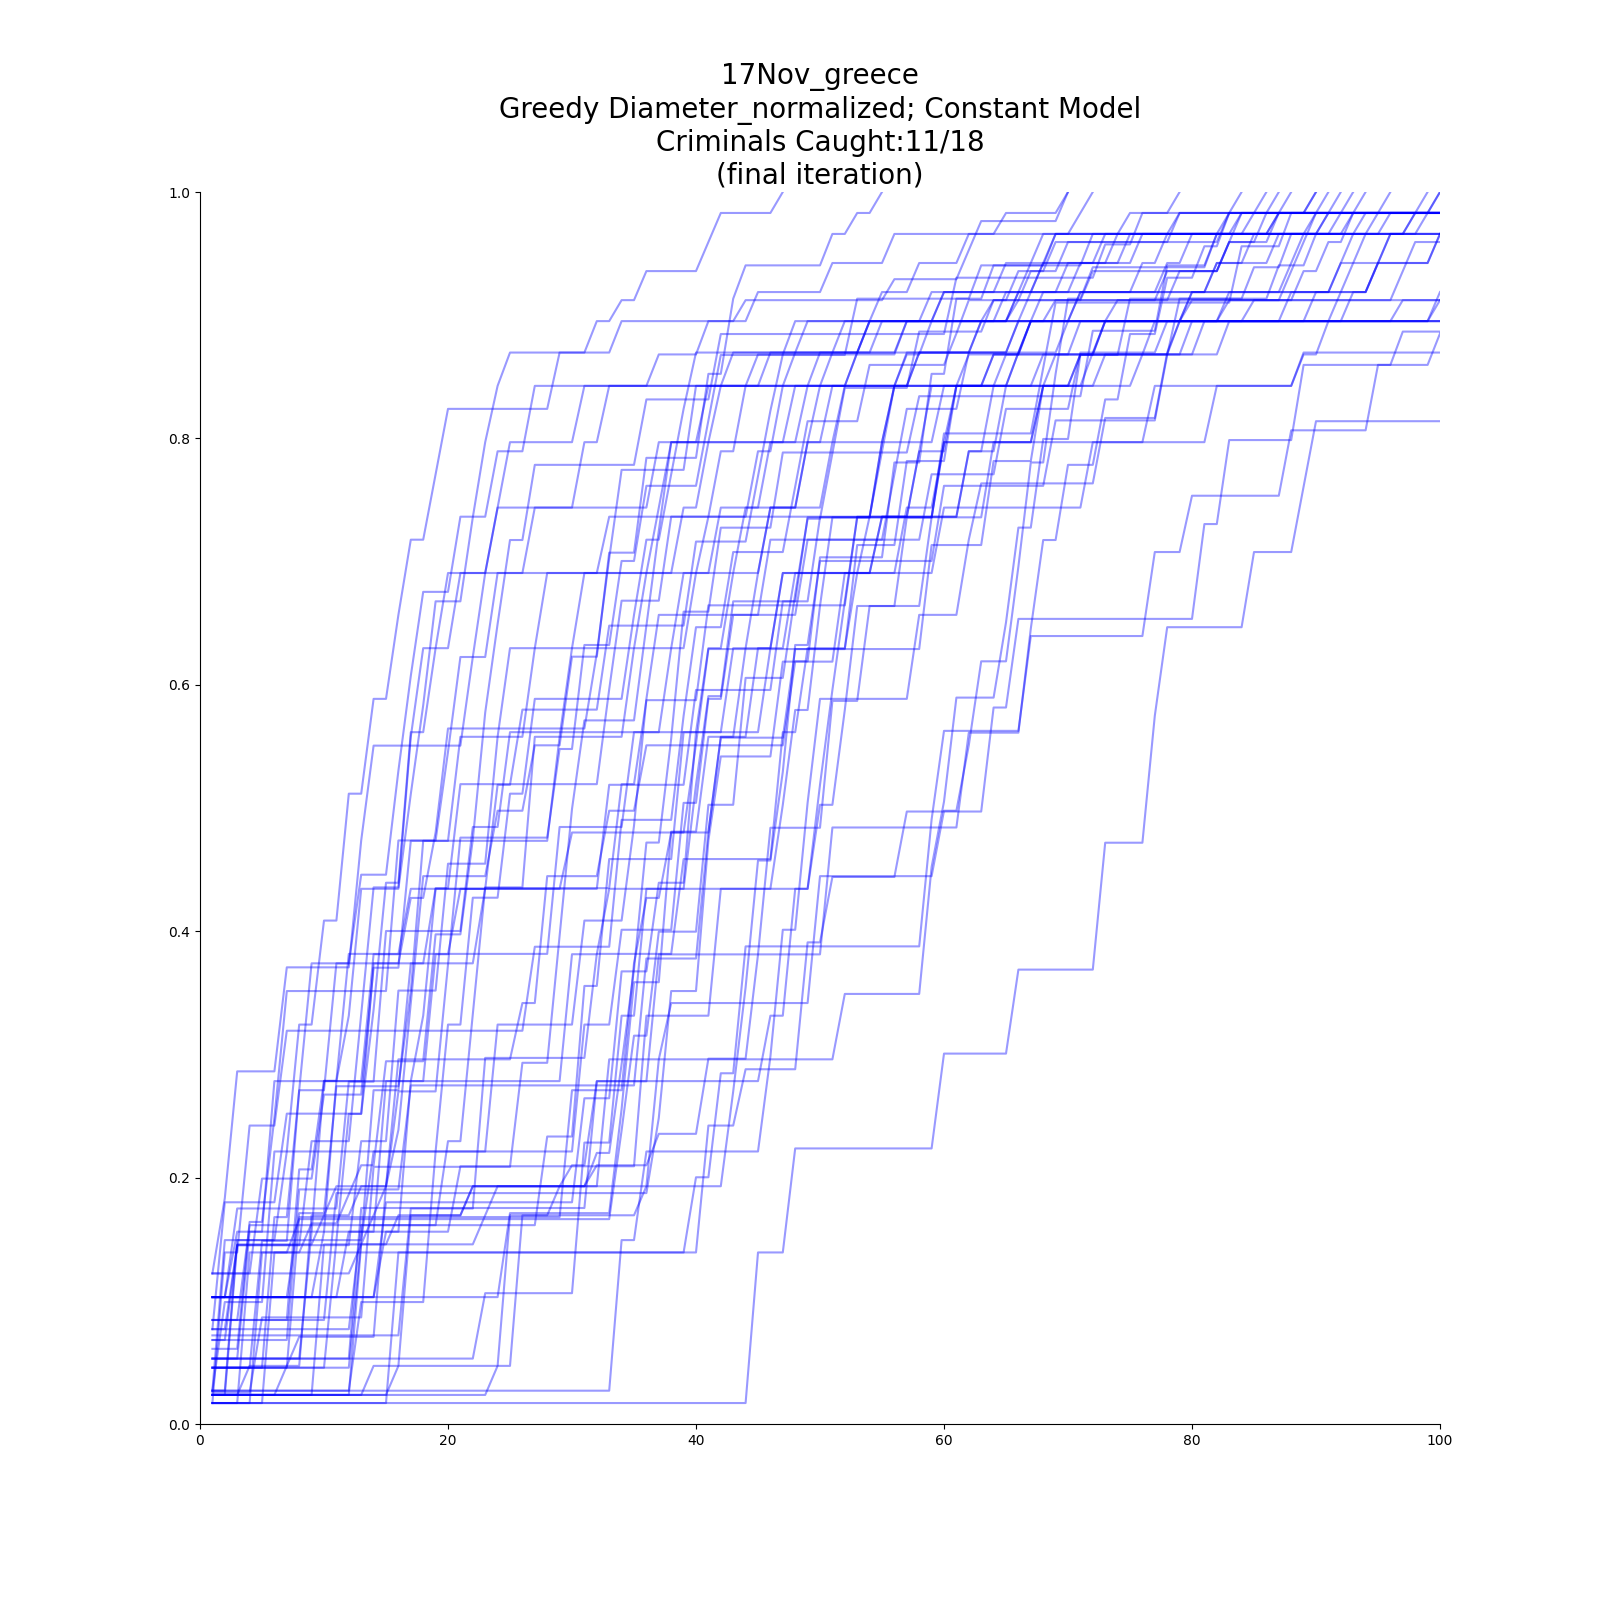 17Nov_greece
Greedy Diameter_normalized; Constant Model
Criminals Caught:11/18
(final iteration)
1.0
0.8
0.6
0.4
0.2
0.0
0 20 40 60 80 100